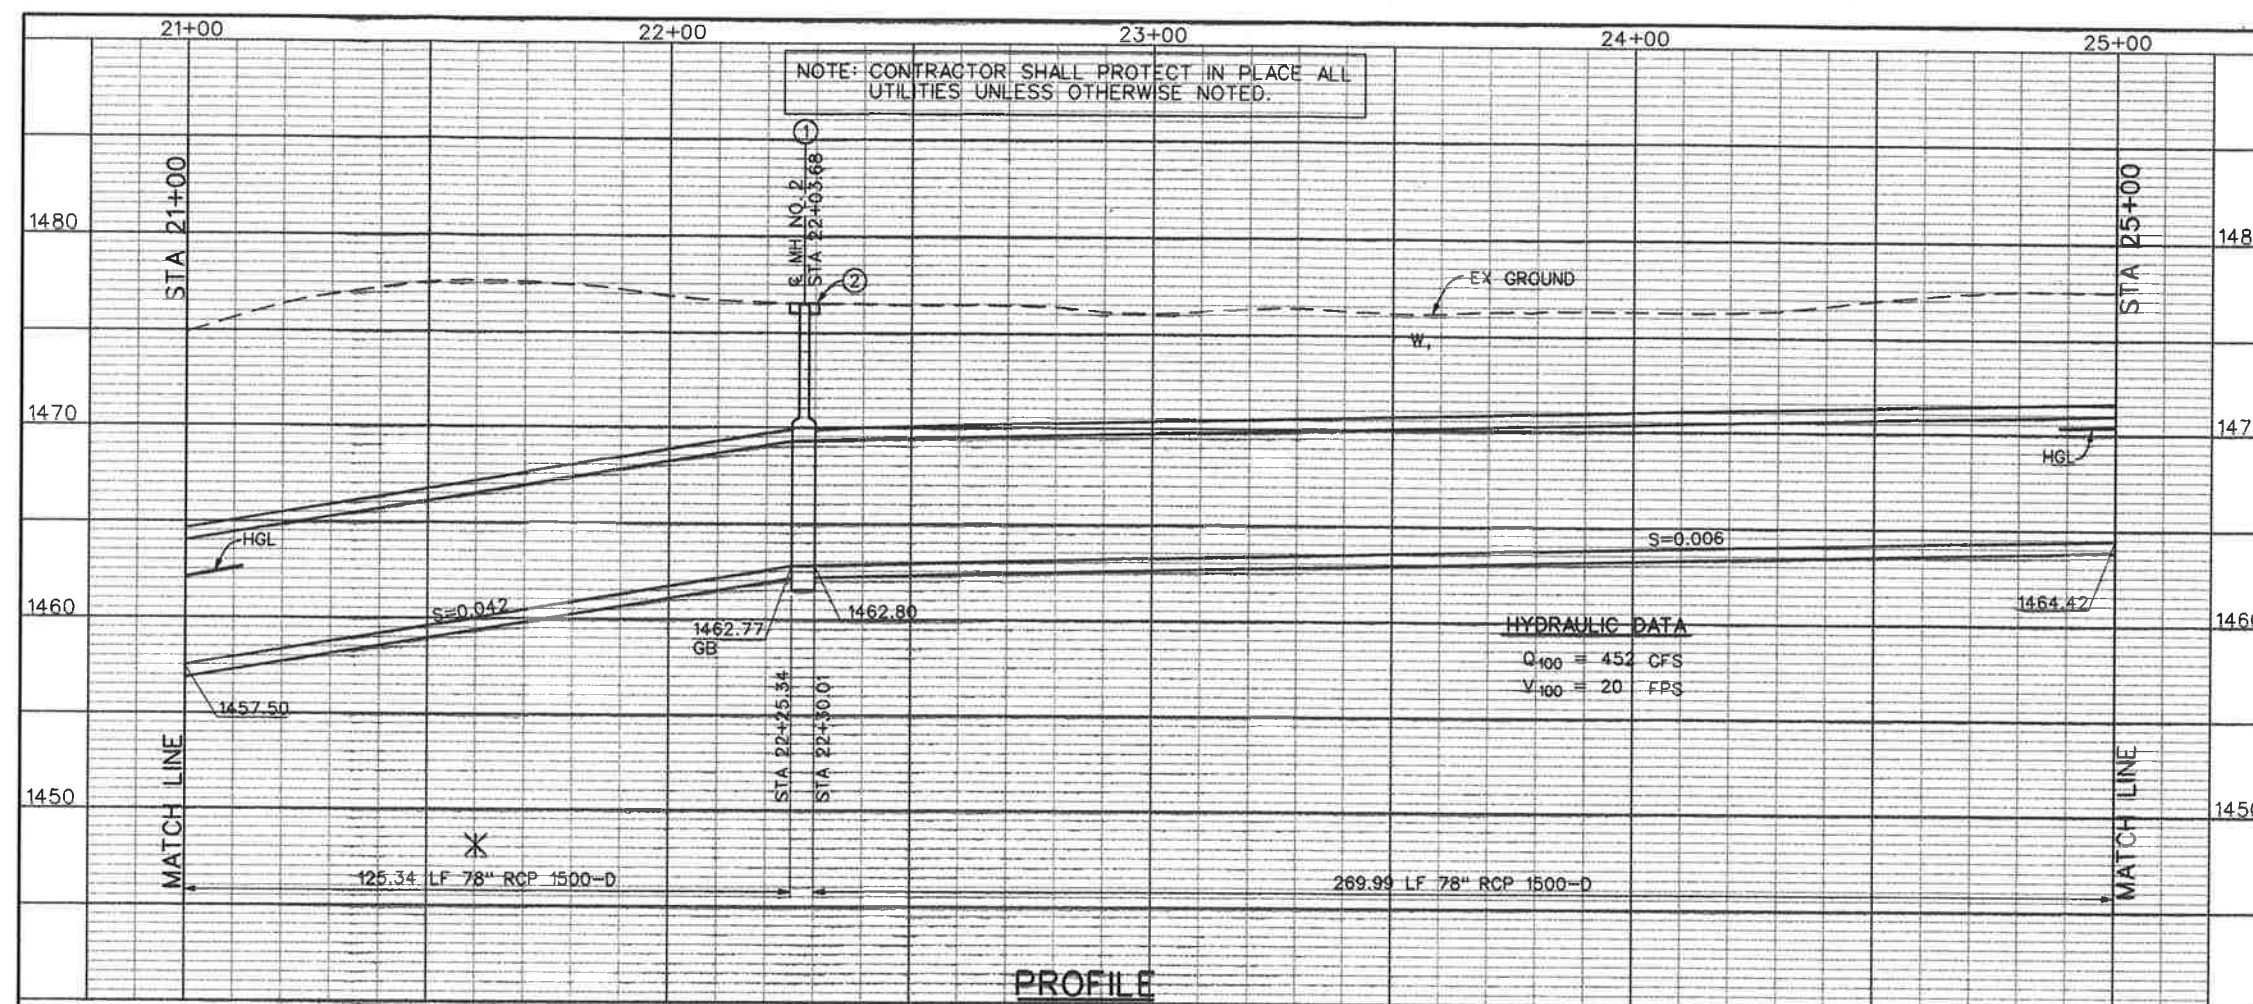 21+00
22+00
23+00
24+00
25+00
NOTE: CONTRACTOR SHALL PROTECT IN PLACE ALL
UTILITIES UNLESS OTHERWISE NOTED.
1
STA 21+00
℄ MH NO. 2
STA 22+03.68
STA 25+00
1480
148
2
EX GROUND
W
1470
147
HGL
HGL
S=0.006
S=0.042
1460
1462.77
GB
1462.80
1464.42
1460
HYDRAULIC DATA
Q100 = 452 CFS
V100 = 20 FPS
1457.50
STA 22+25.34
STA 22+30.01
MATCH LINE
MATCH LINE
1450
1450
125.34 LF 78" RCP 1500-D
269.99 LF 78" RCP 1500-D
PROFILE